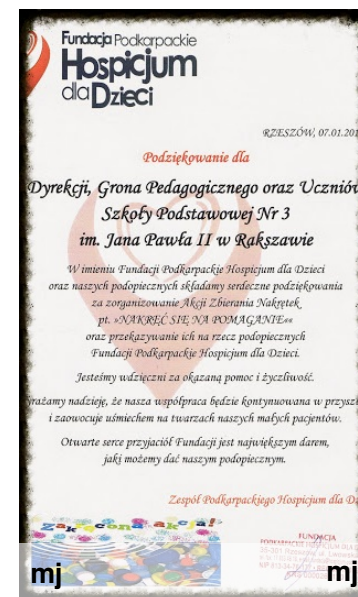 Fundacja Podkarpackie
Hospicjum
dla Dzieci
RZESZÓW, 07.01.201
Podziękowanie dla
Dyrekcji, Grona Pedagogicznego oraz Uczniów
Szkoły Podstawowej Nr 3
im. Jana Pawła II w Rakszawie
W imieniu Fundacji Podkarpackie Hospicjum dla Dzieci
oraz naszych podopiecznych składamy serdeczne podziękowania
za zorganizowanie Akcji Zbierania Nakrętek
pt. »NAKRĘĆ SIĘ NA POMAGANIE««
oraz przekazywanie ich na rzecz podopiecznych
Fundacji Podkarpackie Hospicjum dla Dzieci.
Jesteśmy wdzięczni za okazaną pomoc i życzliwość.
rażamy nadzieję, że nasza współpraca będzie kontynuowana w przyszł
i zaowocuje uśmiechem na twarzach naszych małych pacjentów.
Otwarte serce przyjaciół Fundacji jest największym darem,
jaki możemy dać naszym podopiecznym.
Zespół Podkarpackiego Hospicjum dla Dz
zakręcona akcja!
FUNDACJA
mj
mj